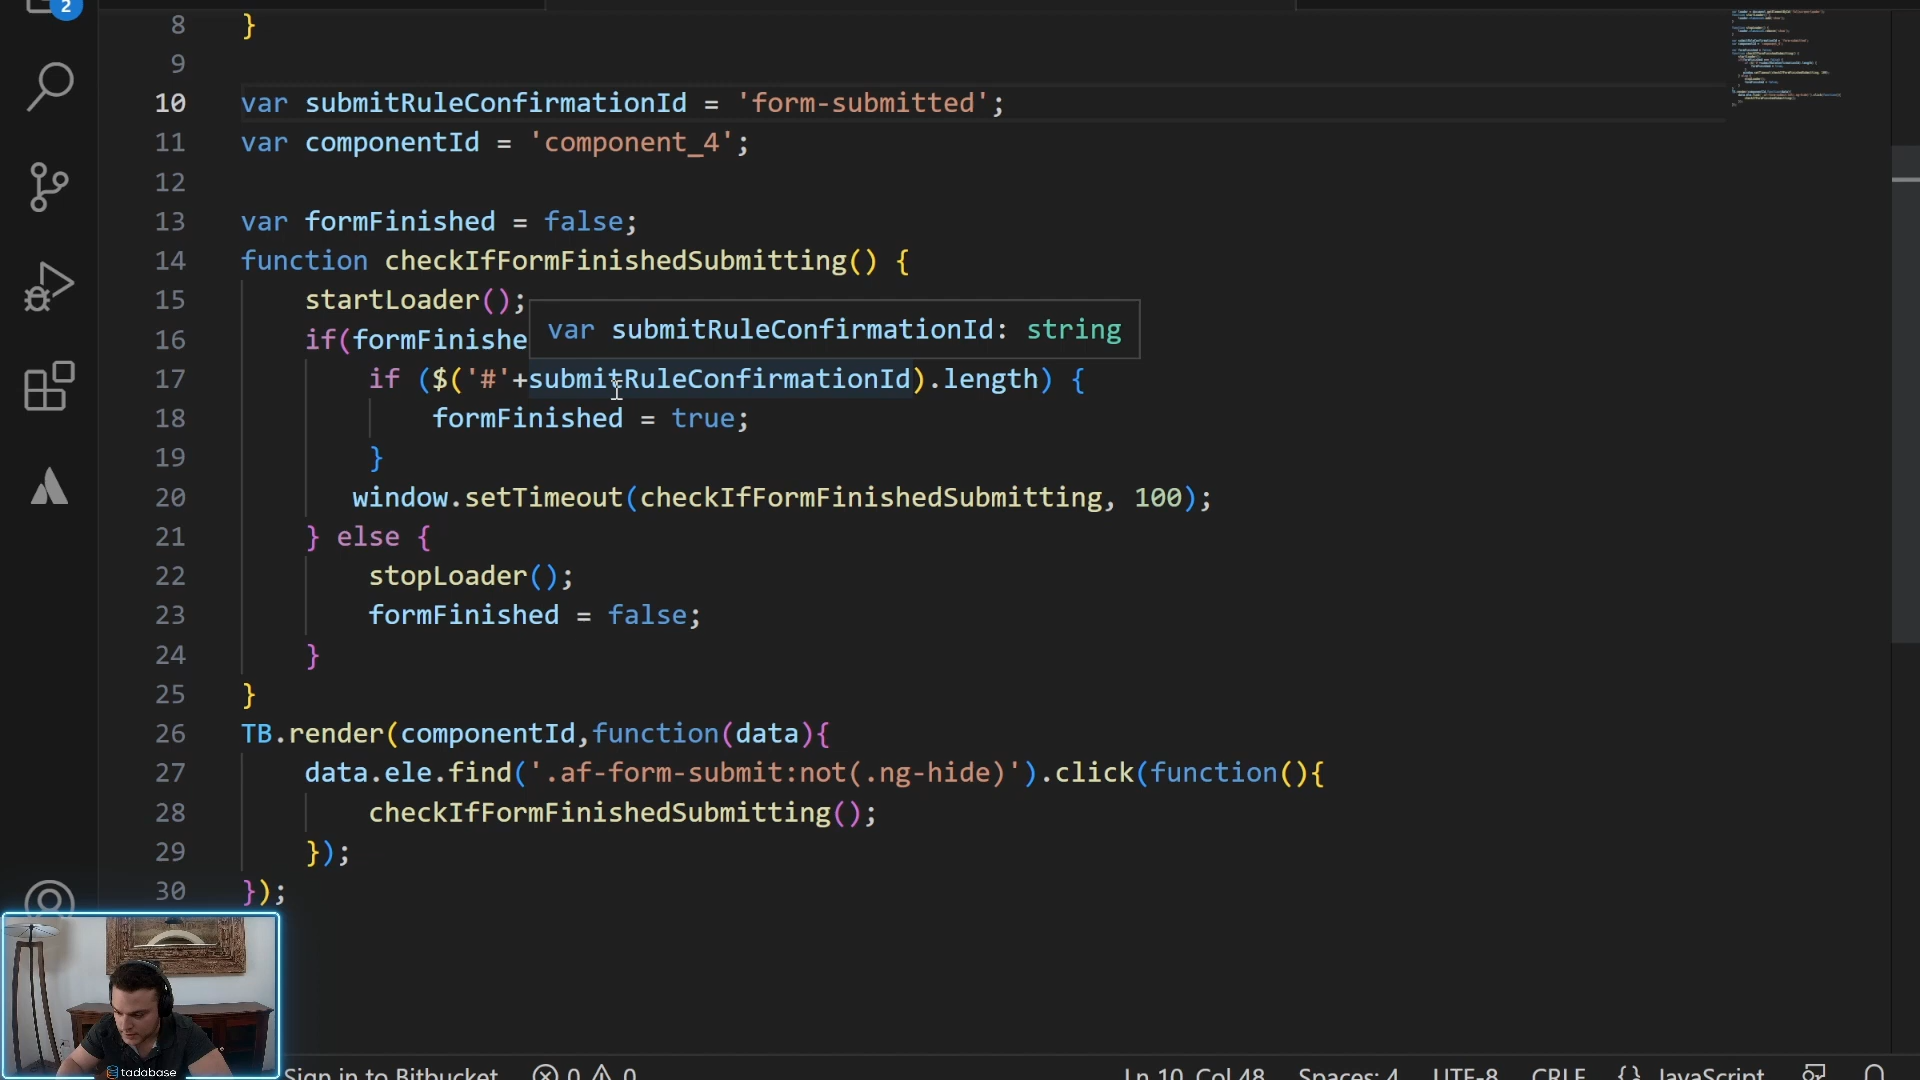 2
8 }
9
10 var submitRuleConfirmationId = 'form-submitted';
11 var componentId = 'component_4';
12
13 var formFinished = false;
14 function checkIfFormFinishedSubmitting() {
15 startLoader();
var submitRuleConfirmationId: string
16 if(formFinishe
17 if ($('#'+submitRuleConfirmationId).length) {
18 formFinished = true;
19 }
20 window.setTimeout(checkIfFormFinishedSubmitting, 100);
21 } else {
22 stopLoader();
23 formFinished = false;
24 }
25 }
26 TB.render(componentId,function(data){
27 data.ele.find('.af-form-submit:not(.ng-hide)').click(function(){
28 checkIfFormFinishedSubmitting();
29 });
30 });
tadabase
Sign in to Bitbucket 0 0 Ln 10, Col 48 Spaces: 4 UTF-8 CRLF {} JavaScript